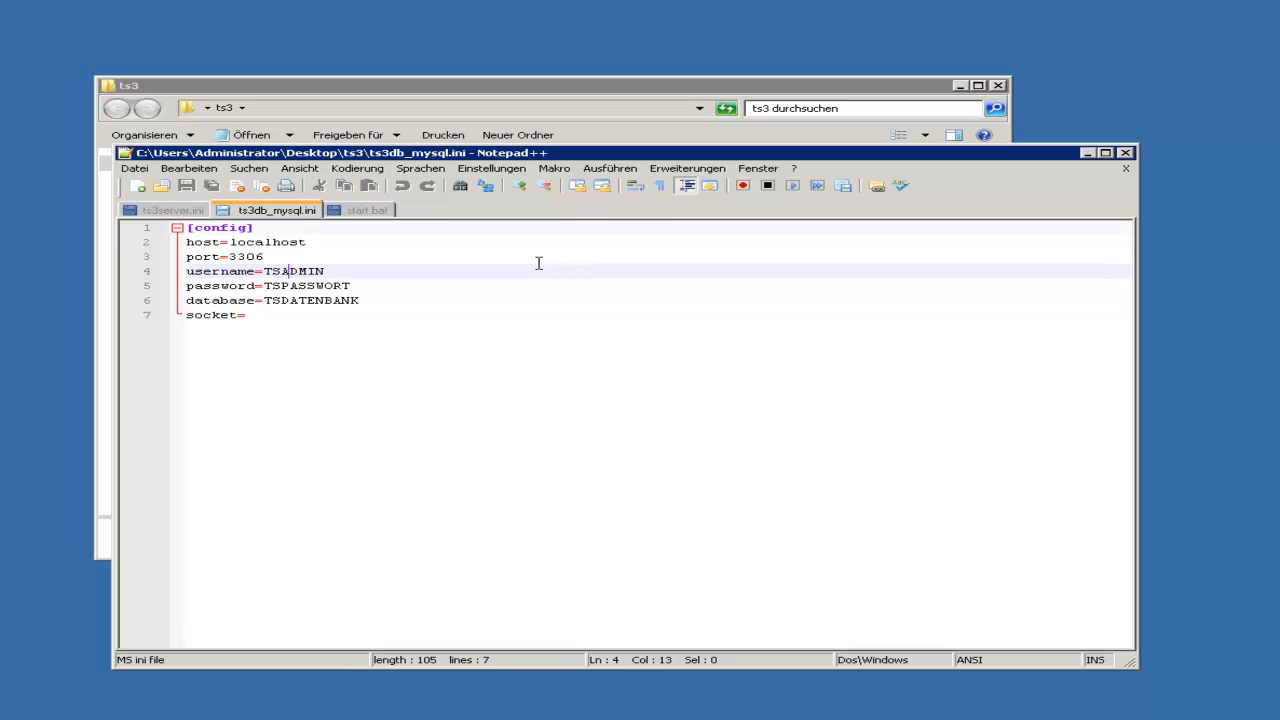 ts3
ts3
ts3 durchsuchen
Organisieren Öffnen Freigeben für Drucken Neuer Ordner
C:\Users\Administrator\Desktop\ts3\ts3db_mysql.ini - Notepad++
Datei Bearbeiten Suchen Ansicht Kodierung Sprachen Einstellungen Makro Ausführen Erweiterungen Fenster ? X
ts3server.ini ts3db_mysql.ini start.bat
1 [config]
2 host=localhost
3 port=3306
4 username=TSADMIN
5 password=TSPASSWORT
6 database=TSDATENBANK
7 socket=
MS ini file length : 105 lines : 7 Ln : 4 Col : 13 Sel : 0 Dos\Windows ANSI INS